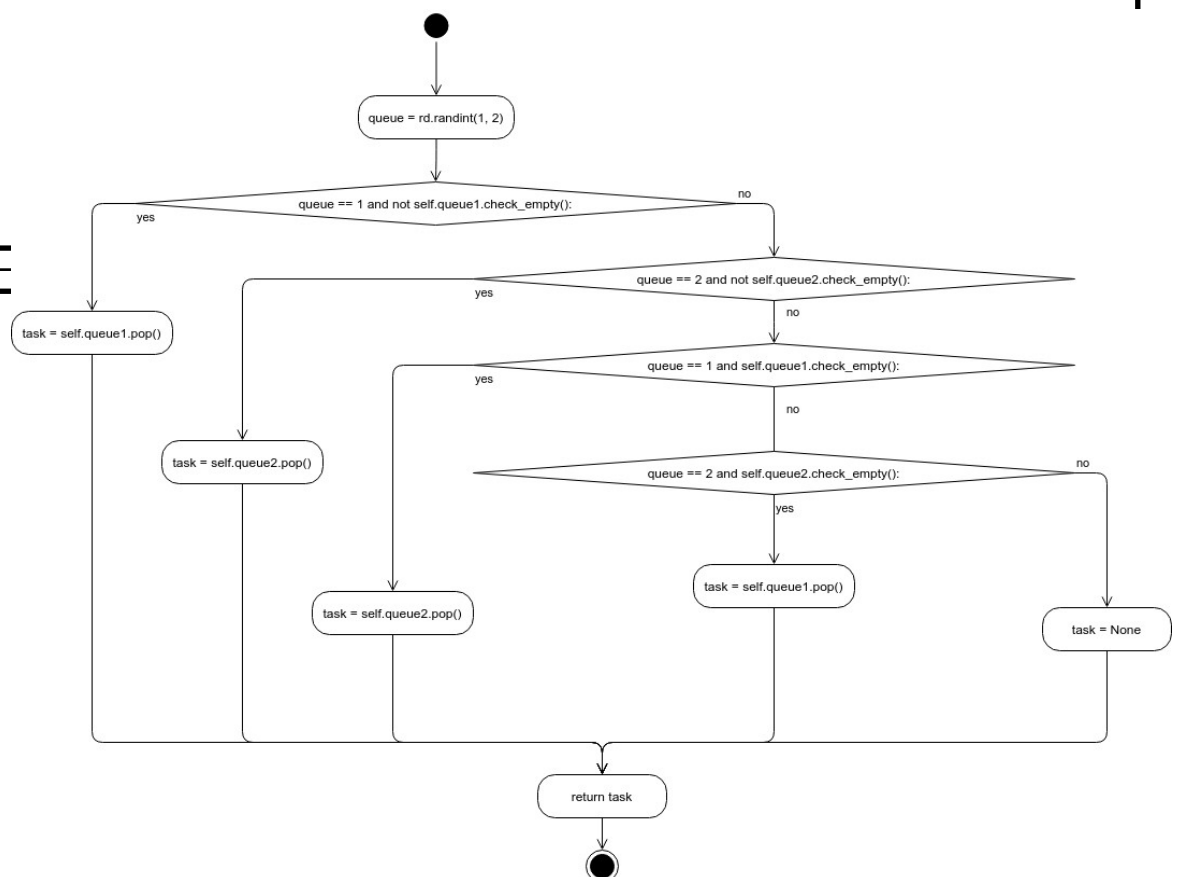 queue = rd.randint(1, 2)
queue == 1 and not self.queue1.check_empty():
no
yes
queue == 2 and not self.queue2.check_empty():
yes
no
task = self.queue1.pop()
queue == 1 and self.queue1.check_empty():
yes
no
task = self.queue2.pop()
queue == 2 and self.queue2.check_empty():
no
yes
task = self.queue1.pop()
task = self.queue2.pop()
task = None
return task